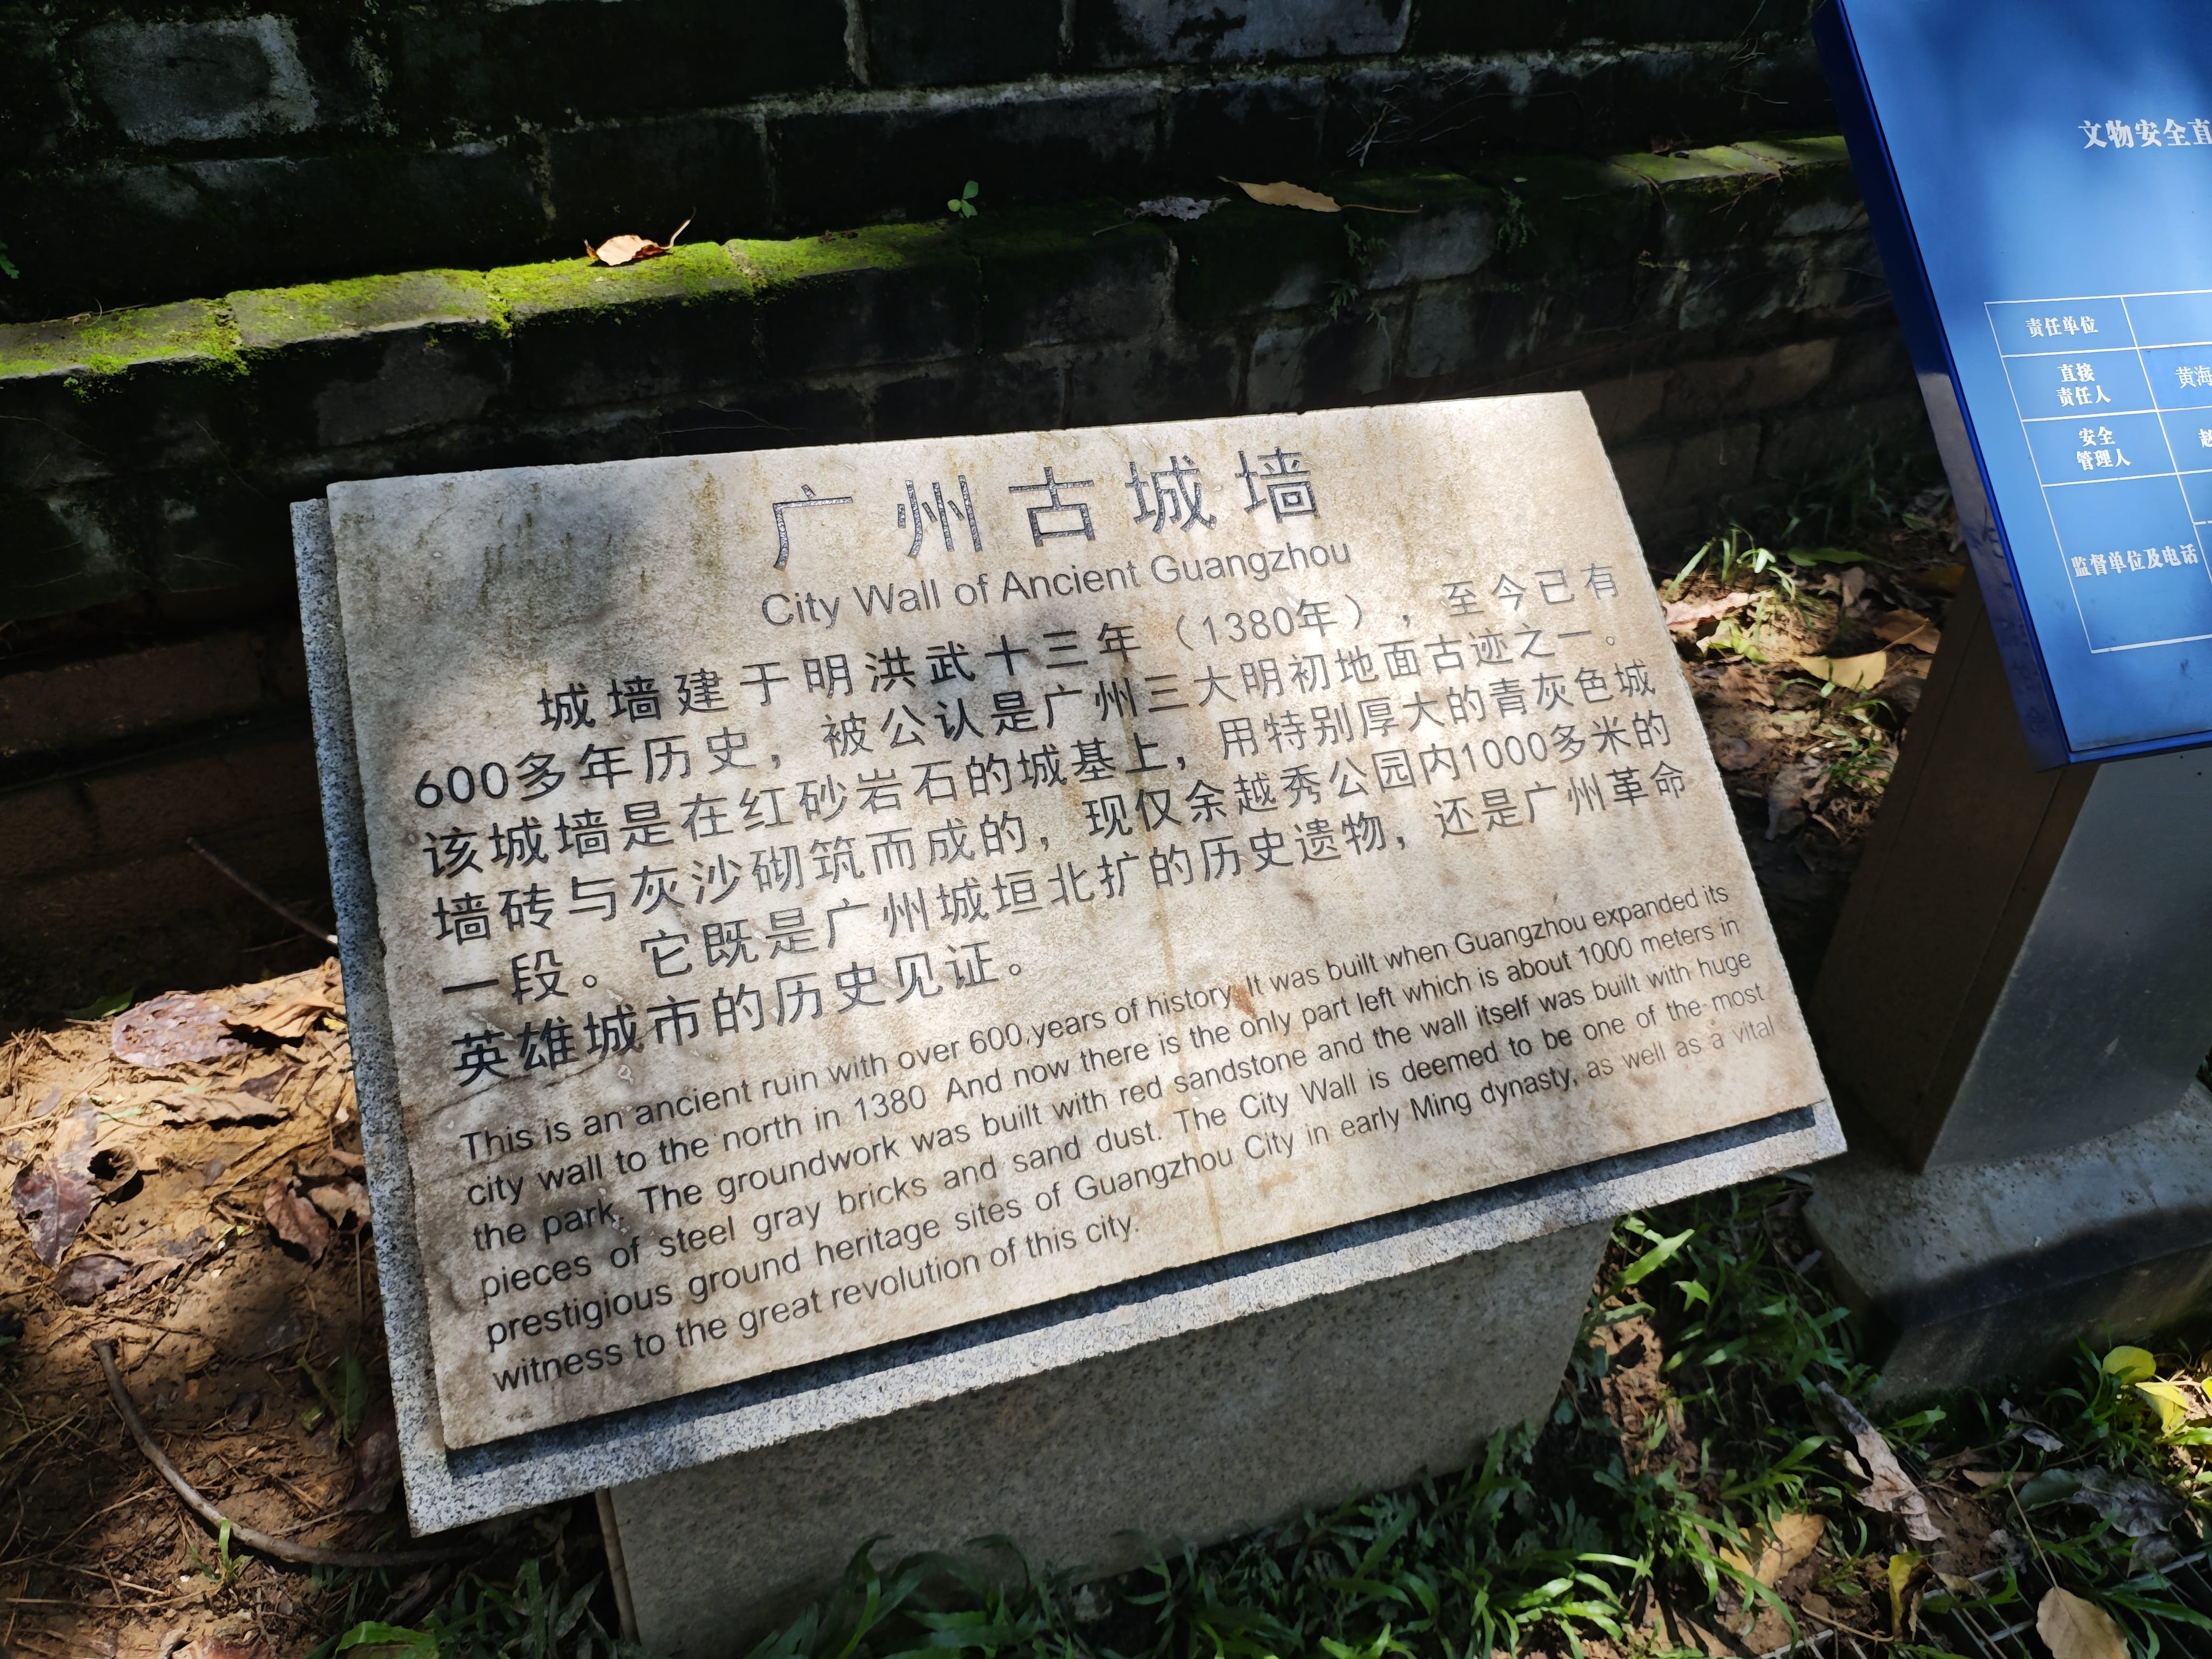 广州古城墙
City Wall of Ancient Guangzhou
城墙建于明洪武十三年（1380年），至今已有
600多年历史，被公认是广州三大明初地面古迹之一。
该城墙是在红砂岩石的城基上，用特别厚大的青灰色城
墙砖与灰沙砌筑而成的，现仅余越秀公园内1000多米的
一段。它既是广州城垣北扩的历史遗物，还是广州革命
英雄城市的历史见证。
This is an ancient ruin with over 600 years of history. It was built when Guangzhou expanded its
city wall to the north in 1380 And now there is the only part left which is about 1000 meters in
the park. The groundwork was built with red sandstone and the wall itself was built with huge
pieces of steel gray bricks and sand dust. The City Wall is deemed to be one of the most
prestigious ground heritage sites of Guangzhou City in early Ming dynasty, as well as a vital
witness to the great revolution of this city.
文物安全直
责任单位
直接
责任人
黄海
安全
管理人
监督单位及电话